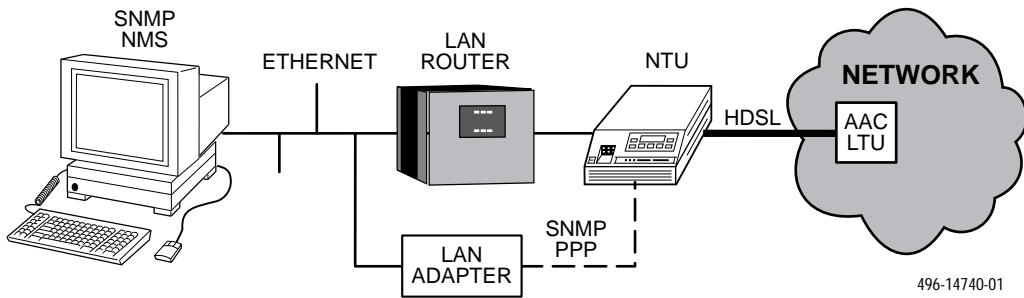 SNMP
NMS
ETHERNET
LAN
ROUTER
NTU
HDSL
NETWORK
AAC
LTU
LAN
ADAPTER
SNMP
PPP
496-14740-01